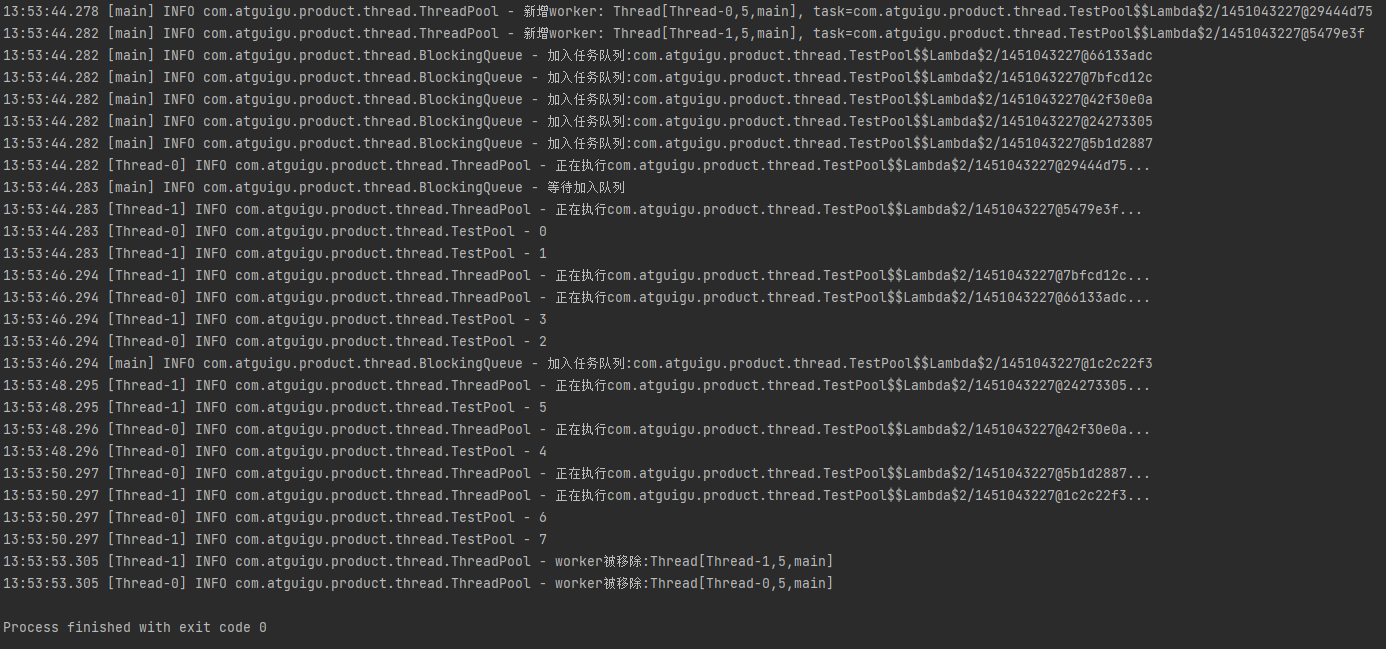 13:53:44.278 [main] INFO com.atguigu.product.thread.ThreadPool - 新增worker: Thread[Thread-0,5,main], task=com.atguigu.product.thread.TestPool$$Lambda$2/1451043227@29444d75
13:53:44.282 [main] INFO com.atguigu.product.thread.ThreadPool - 新增worker: Thread[Thread-1,5,main], task=com.atguigu.product.thread.TestPool$$Lambda$2/1451043227@5479e3f
13:53:44.282 [main] INFO com.atguigu.product.thread.BlockingQueue - 加入任务队列:com.atguigu.product.thread.TestPool$$Lambda$2/1451043227@66133adc
13:53:44.282 [main] INFO com.atguigu.product.thread.BlockingQueue - 加入任务队列:com.atguigu.product.thread.TestPool$$Lambda$2/1451043227@7bfcd12c
13:53:44.282 [main] INFO com.atguigu.product.thread.BlockingQueue - 加入任务队列:com.atguigu.product.thread.TestPool$$Lambda$2/1451043227@42f30e0a
13:53:44.282 [main] INFO com.atguigu.product.thread.BlockingQueue - 加入任务队列:com.atguigu.product.thread.TestPool$$Lambda$2/1451043227@24273305
13:53:44.282 [main] INFO com.atguigu.product.thread.BlockingQueue - 加入任务队列:com.atguigu.product.thread.TestPool$$Lambda$2/1451043227@5b1d2887
13:53:44.282 [Thread-0] INFO com.atguigu.product.thread.ThreadPool - 正在执行com.atguigu.product.thread.TestPool$$Lambda$2/1451043227@29444d75...
13:53:44.283 [main] INFO com.atguigu.product.thread.BlockingQueue - 等待加入队列
13:53:44.283 [Thread-1] INFO com.atguigu.product.thread.ThreadPool - 正在执行com.atguigu.product.thread.TestPool$$Lambda$2/1451043227@5479e3f...
13:53:44.283 [Thread-0] INFO com.atguigu.product.thread.TestPool - 0
13:53:44.283 [Thread-1] INFO com.atguigu.product.thread.TestPool - 1
13:53:46.294 [Thread-1] INFO com.atguigu.product.thread.ThreadPool - 正在执行com.atguigu.product.thread.TestPool$$Lambda$2/1451043227@7bfcd12c...
13:53:46.294 [Thread-0] INFO com.atguigu.product.thread.ThreadPool - 正在执行com.atguigu.product.thread.TestPool$$Lambda$2/1451043227@66133adc...
13:53:46.294 [Thread-1] INFO com.atguigu.product.thread.TestPool - 3
13:53:46.294 [Thread-0] INFO com.atguigu.product.thread.TestPool - 2
13:53:46.294 [main] INFO com.atguigu.product.thread.BlockingQueue - 加入任务队列:com.atguigu.product.thread.TestPool$$Lambda$2/1451043227@1c2c22f3
13:53:48.295 [Thread-1] INFO com.atguigu.product.thread.ThreadPool - 正在执行com.atguigu.product.thread.TestPool$$Lambda$2/1451043227@24273305...
13:53:48.295 [Thread-1] INFO com.atguigu.product.thread.TestPool - 5
13:53:48.296 [Thread-0] INFO com.atguigu.product.thread.ThreadPool - 正在执行com.atguigu.product.thread.TestPool$$Lambda$2/1451043227@42f30e0a...
13:53:48.296 [Thread-0] INFO com.atguigu.product.thread.TestPool - 4
13:53:50.297 [Thread-0] INFO com.atguigu.product.thread.ThreadPool - 正在执行com.atguigu.product.thread.TestPool$$Lambda$2/1451043227@5b1d2887...
13:53:50.297 [Thread-1] INFO com.atguigu.product.thread.ThreadPool - 正在执行com.atguigu.product.thread.TestPool$$Lambda$2/1451043227@1c2c22f3...
13:53:50.297 [Thread-0] INFO com.atguigu.product.thread.TestPool - 6
13:53:50.297 [Thread-1] INFO com.atguigu.product.thread.TestPool - 7
13:53:53.305 [Thread-1] INFO com.atguigu.product.thread.ThreadPool - worker被移除:Thread[Thread-1,5,main]
13:53:53.305 [Thread-0] INFO com.atguigu.product.thread.ThreadPool - worker被移除:Thread[Thread-0,5,main]
Process finished with exit code 0